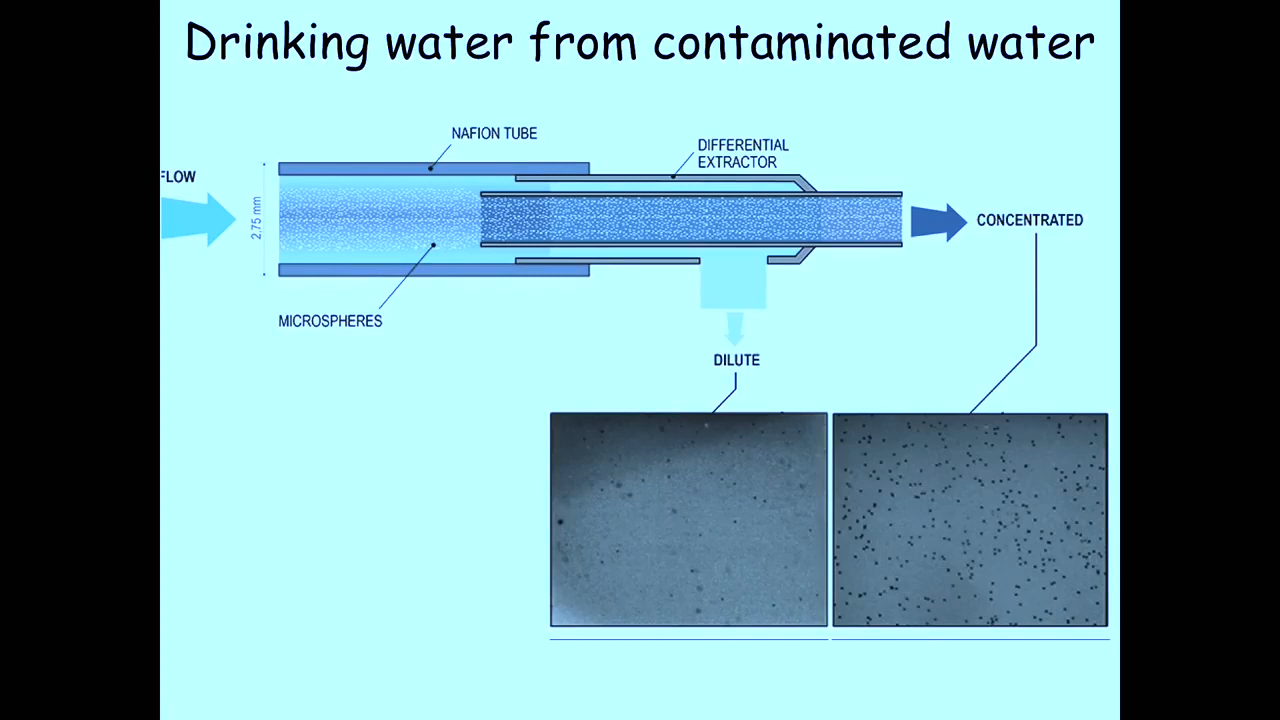 Drinking water from contaminated water
NAFION TUBE
DIFFERENTIAL
EXTRACTOR
FLOW
2.75 mm
CONCENTRATED
MICROSPHERES
DILUTE